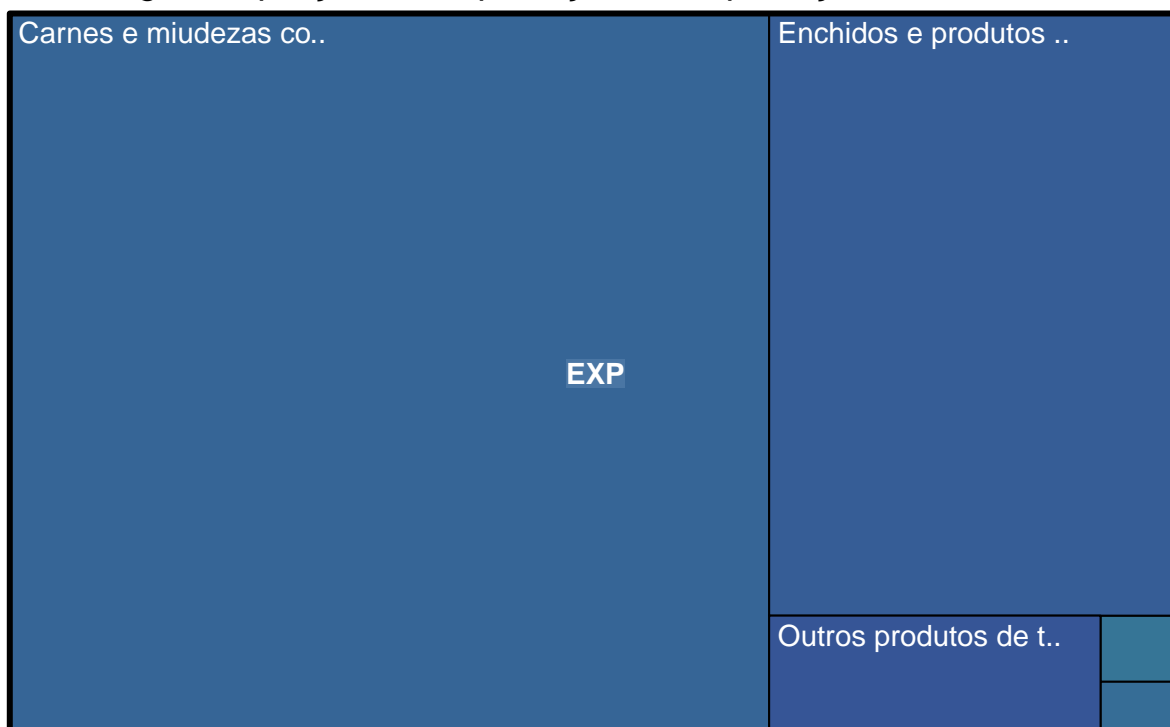 Carnes e miudezas co..
Enchidos e produtos ..
EXP
Outros produtos de t..